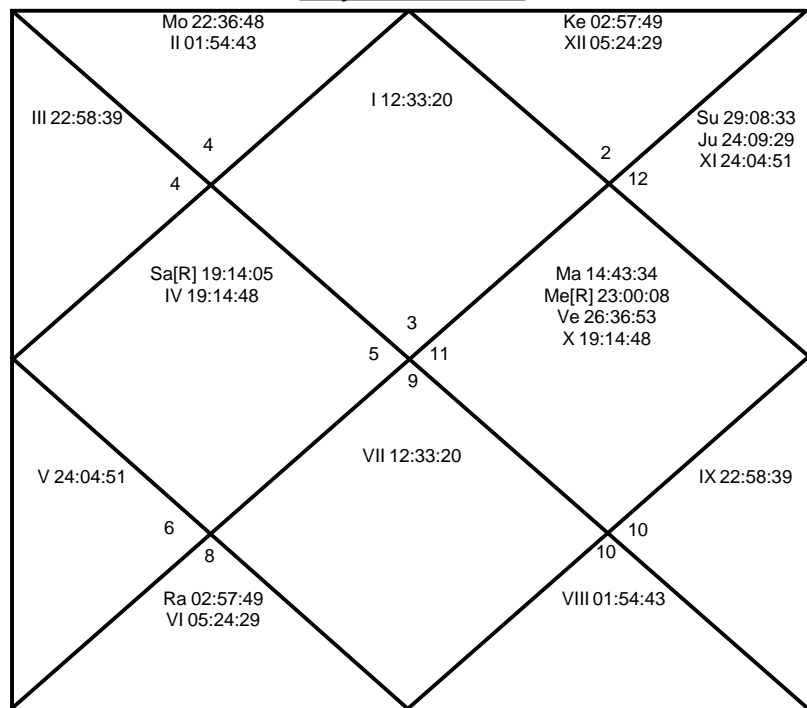 Mo 22:36:48
II 01:54:43
Ke 02:57:49
XII 05:24:29
I 12:33:20
III 22:58:39
Su 29:08:33
Ju 24:09:29
XI 24:04:51
4
2
4
12
Sa[R] 19:14:05
IV 19:14:48
Ma 14:43:34
Me[R] 23:00:08
Ve 26:36:53
X 19:14:48
3
5
11
9
VII 12:33:20
V 24:04:51
IX 22:58:39
6
10
8
10
Ra 02:57:49
VI 05:24:29
VIII 01:54:43